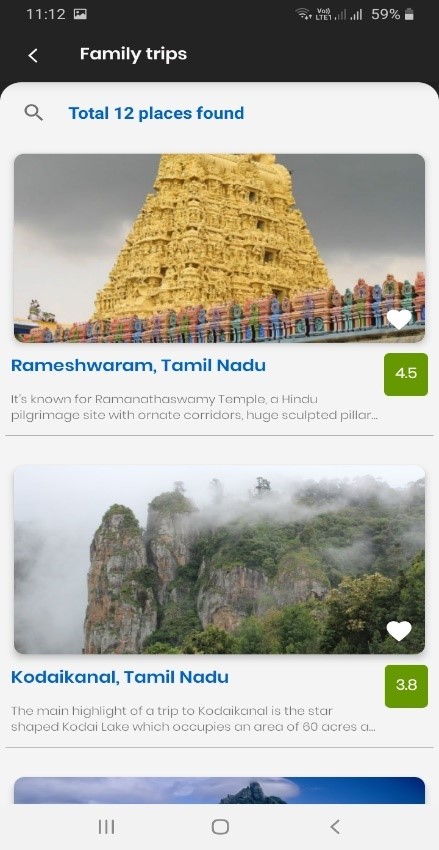 11:12
Vo))
LTE1
59%
Family trips
Total 12 places found
Rameshwaram, Tamil Nadu
4.5
It's known for Ramanathaswamy Temple, a Hindu
pilgrimage site with ornate corridors, huge sculpted pillar...
Kodaikanal, Tamil Nadu
3.8
The main highlight of a trip to Kodaikanal is the star
shaped Kodai Lake which occupies an area of 60 acres a...